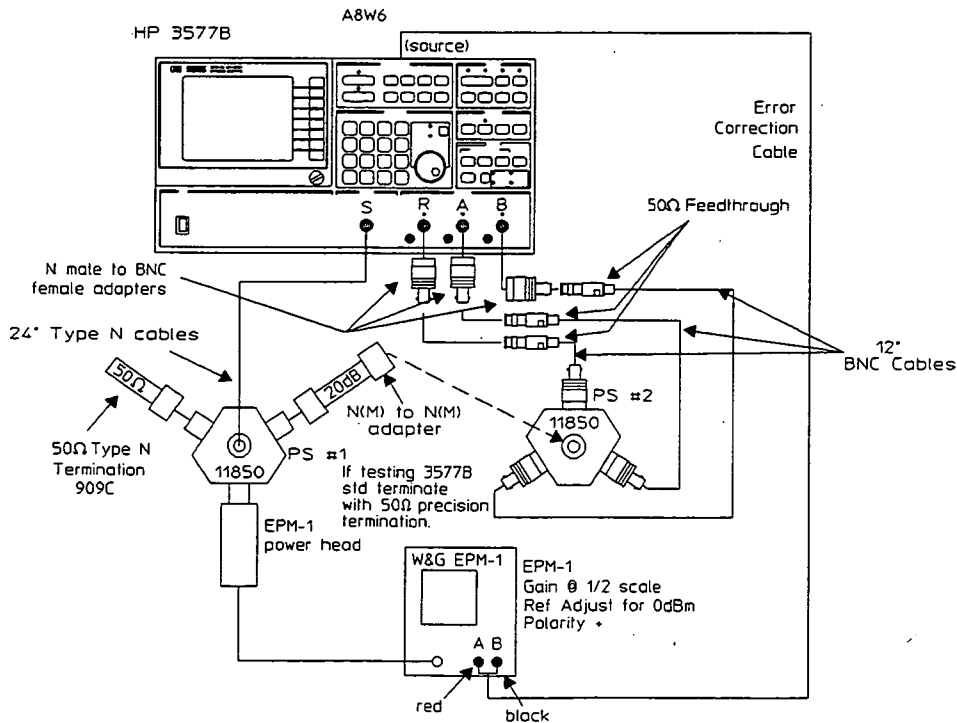 A8W6
HP 3577B
(source)
Error
Correction
Cable
S R A B
50Ω Feedthrough
N male to BNC
female adapters
24" Type N cables
12"
BNC Cables
50Ω
20dB
N(M) to N(M)
adapter
PS #2
11850
50Ω Type N
Termination
909C
11850
PS #1
If testing 3577B
std terminate
with 50Ω precision
termination.
EPM-1
power head
W&G EPM-1
EPM-1
Gain @ 1/2 scale
Ref Adjust for 0dBm
Polarity +
A B
red
black